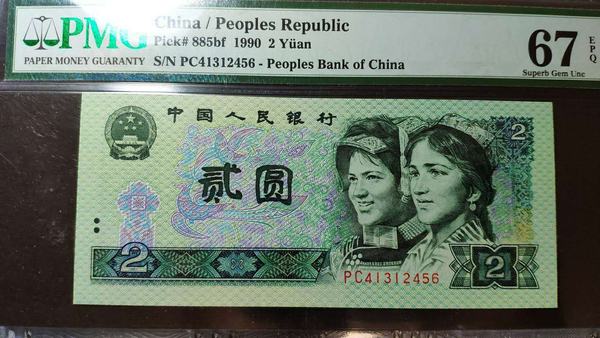 PMG
PAPER MONEY GUARANTY
China / Peoples Republic
Pick# 885bf 1990 2 Yüan
S/N PC41312456 - Peoples Bank of China
67
EPQ
Superb Gem Unc
中国人民银行
2
贰圆
2
PC41312456
2